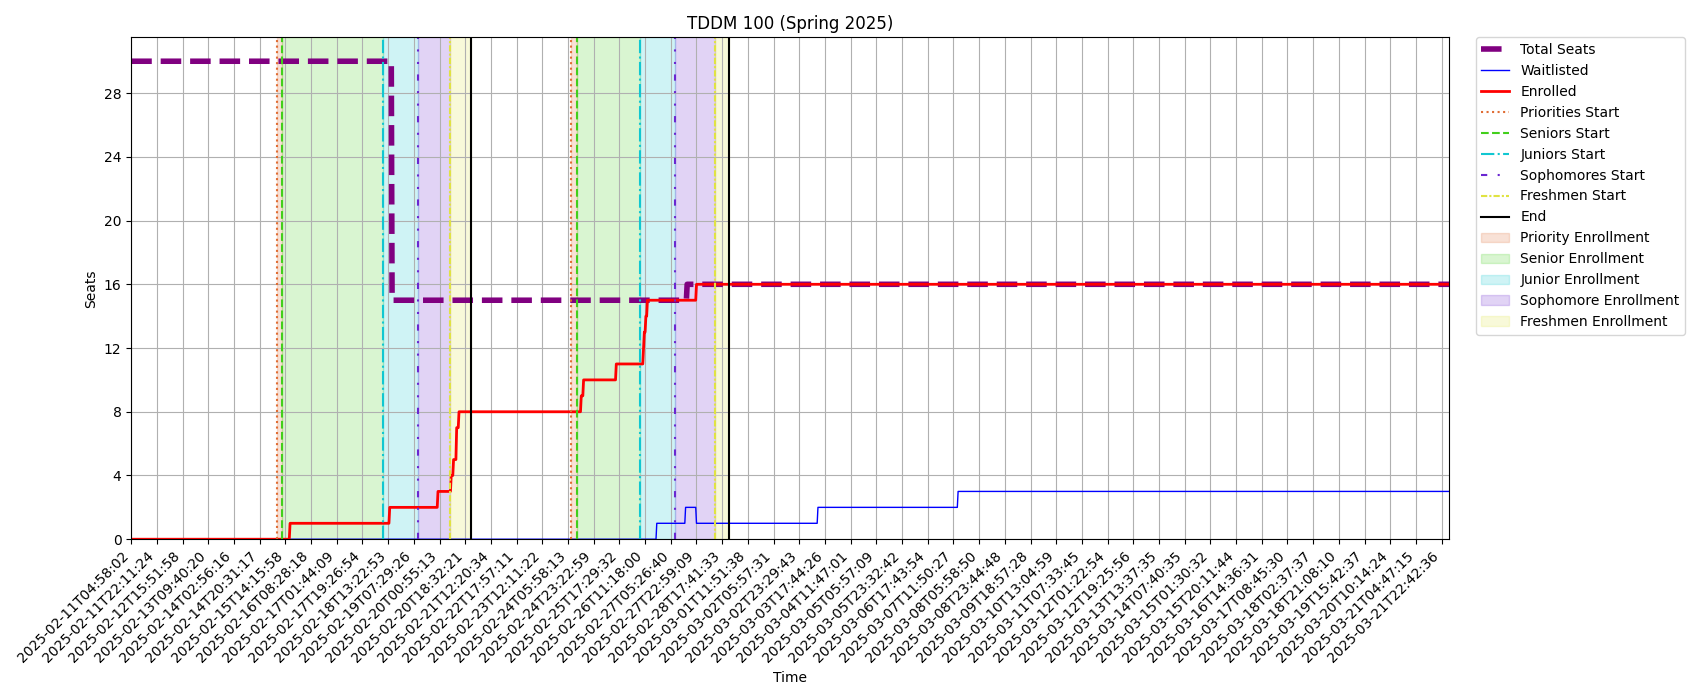 TDDM 100 (Spring 2025)
Total Seats
Waitlisted
Enrolled
Priorities Start
Seniors Start
Juniors Start
Sophomores Start
Freshmen Start
End
Priority Enrollment
Senior Enrollment
Junior Enrollment
Sophomore Enrollment
Freshmen Enrollment
Seats
28
24
20
16
12
8
4
0
2025-02-11T04:58:02
2025-02-11T22:11:24
2025-02-12T15:51:58
2025-02-13T09:40:20
2025-02-14T02:56:16
2025-02-14T20:31:17
2025-02-15T14:15:58
2025-02-16T08:28:18
2025-02-17T01:44:09
2025-02-17T19:26:54
2025-02-18T13:22:53
2025-02-19T07:29:26
2025-02-20T00:55:13
2025-02-20T18:32:21
2025-02-21T12:20:34
2025-02-22T17:57:11
2025-02-23T12:11:22
2025-02-24T05:58:13
2025-02-24T23:22:59
2025-02-25T17:29:32
2025-02-26T11:18:00
2025-02-27T05:26:40
2025-02-27T22:59:09
2025-02-28T17:41:33
2025-03-01T11:51:38
2025-03-02T05:57:31
2025-03-02T23:29:43
2025-03-03T17:44:26
2025-03-04T11:47:01
2025-03-05T05:57:09
2025-03-05T23:32:42
2025-03-06T17:43:54
2025-03-07T11:50:27
2025-03-08T05:58:50
2025-03-08T23:44:48
2025-03-09T18:57:28
2025-03-10T13:04:59
2025-03-11T07:33:45
2025-03-12T01:22:54
2025-03-12T19:25:56
2025-03-13T13:37:35
2025-03-14T07:40:35
2025-03-15T01:30:32
2025-03-15T20:11:44
2025-03-16T14:36:31
2025-03-17T08:45:30
2025-03-18T02:37:37
2025-03-18T21:08:10
2025-03-19T15:42:37
2025-03-20T10:14:24
2025-03-21T04:47:15
2025-03-21T22:42:36
Time